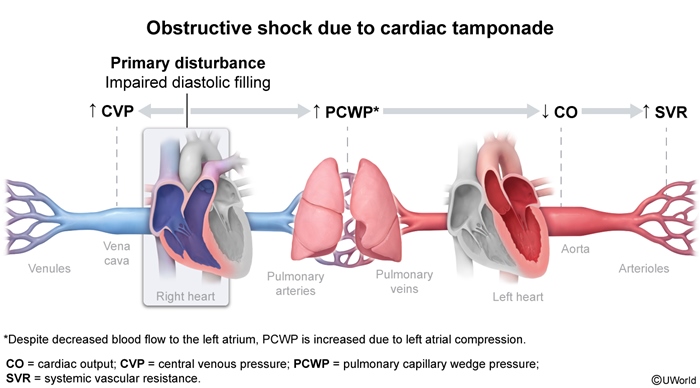 Obstructive shock due to cardiac tamponade
Primary disturbance
Impaired diastolic filling
↑ CVP
↑ PCWP*
↓ CO
↑ SVR
Venules
Vena
cava
Right heart
Pulmonary
arteries
Pulmonary
veins
Left heart
Aorta
Arterioles
*Despite decreased blood flow to the left atrium, PCWP is increased due to left atrial compression.
CO = cardiac output; CVP = central venous pressure; PCWP = pulmonary capillary wedge pressure;
SVR = systemic vascular resistance.
©UWorld